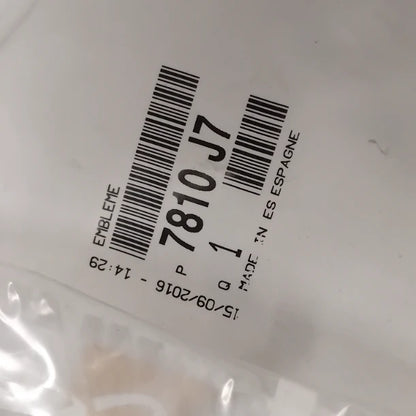 EMBLEME
P 7810 J7
Q 1
MADE IN ES ESPAGNE
15/09/2016 - 14:29